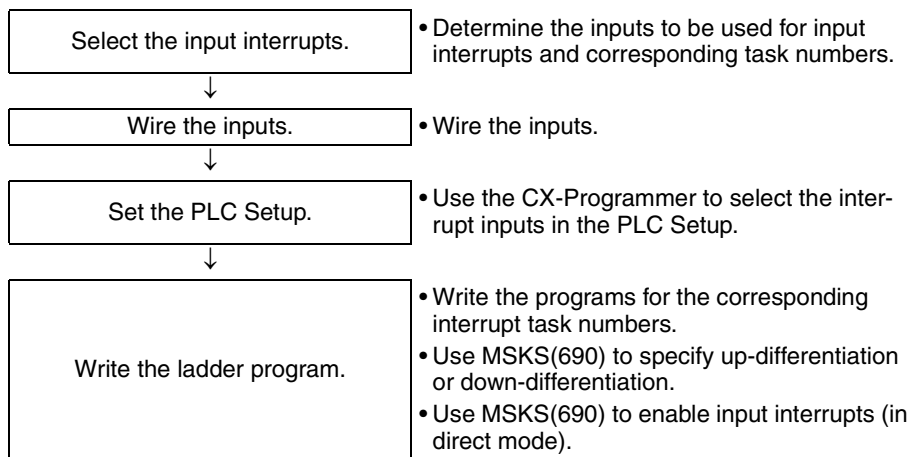 Select the input interrupts.
• Determine the inputs to be used for input
interrupts and corresponding task numbers.
↓
Wire the inputs.
• Wire the inputs.
↓
Set the PLC Setup.
• Use the CX-Programmer to select the inter-
rupt inputs in the PLC Setup.
↓
Write the ladder program.
• Write the programs for the corresponding
interrupt task numbers.
• Use MSKS(690) to specify up-differentiation
or down-differentiation.
• Use MSKS(690) to enable input interrupts (in
direct mode).